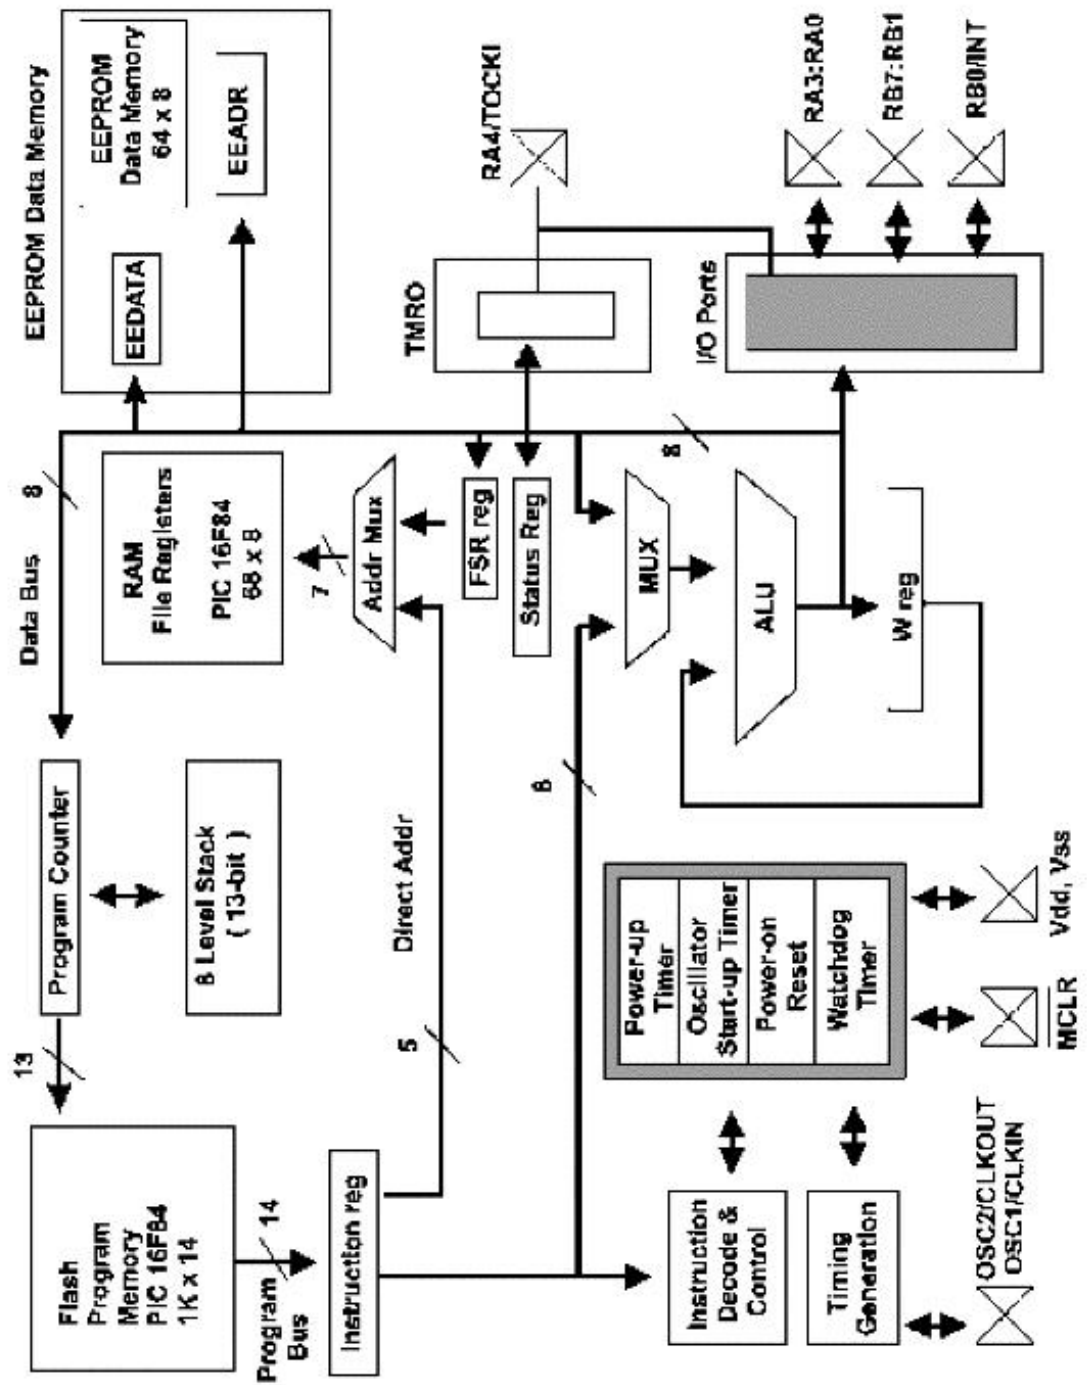 Flash
Program
Memory
PIC 16F84
1K x 14
13
Program Counter
8 Level Stack
( 13-bit )
Data Bus
8
RAM
File Registers
PIC 16F84
68 x 8
EEPROM Data Memory
EEDATA
EEPROM
Data Memory
64 x 8
EEADR
Program
Bus
14
Instruction reg
5
Direct Addr
7
Addr Mux
FSR reg
Status Reg
TMRO
RA4/TOCKI
8
MUX
8
ALU
W reg
I/O Ports
RA3:RA0
RB7:RB1
RB0/INT
Instruction
Decode &
Control
Timing
Generation
Power-up
Timer
Oscillator
Start-up Timer
Power-on
Reset
Watchdog
Timer
OSC2/CLKOUT
OSC1/CLKIN
MCLR
Vdd, Vss